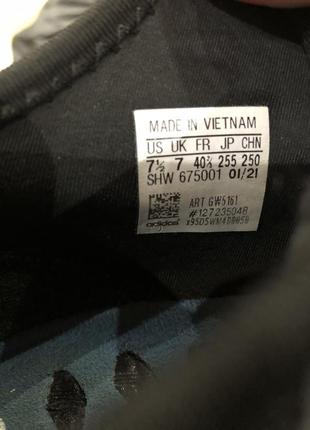 MADE IN VIETNAM
US UK FR JP CHN
7½ 7 40⅔ 255 250
SHW 675001 01/21
ART GW5161
#127235048
adidas